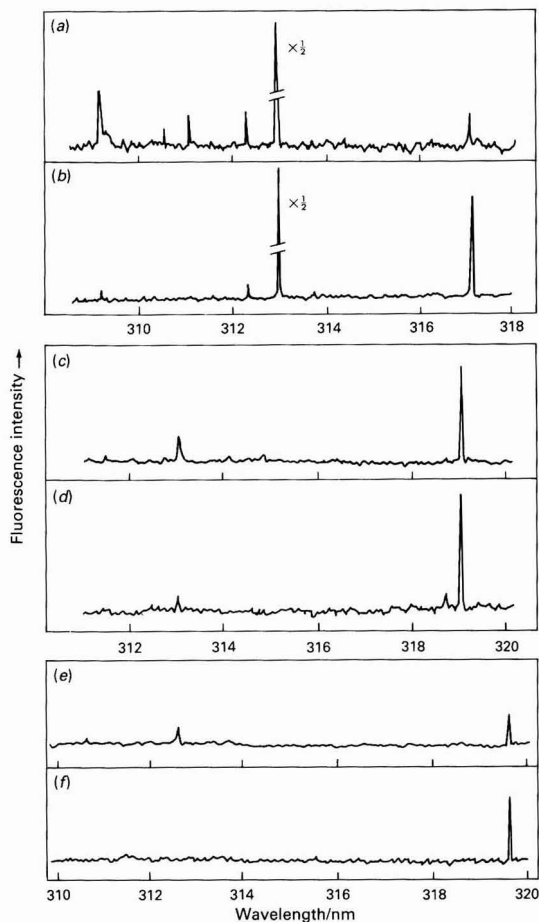 (a)
×½
(b)
×½
310 312 314 316 318
Fluorescence intensity →
(c)
(d)
312 314 316 318 320
(e)
(f)
310 312 314 316 318 320
Wavelength/nm